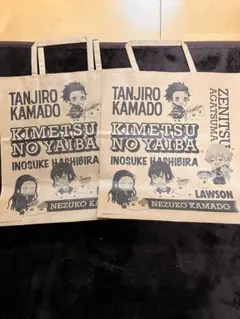 TANJIRO
KAMADO
KIMETSU
NO YAIBA
INOSUKE HASHIBIRA
NEZUKO KAMADO
TANJIRO
KAMADO
ZENITSU
AGATSUMA
KIMETSU
NO YAIBA
INOSUKE HASHIBIRA
LAWSON
NEZUKO KAMADO